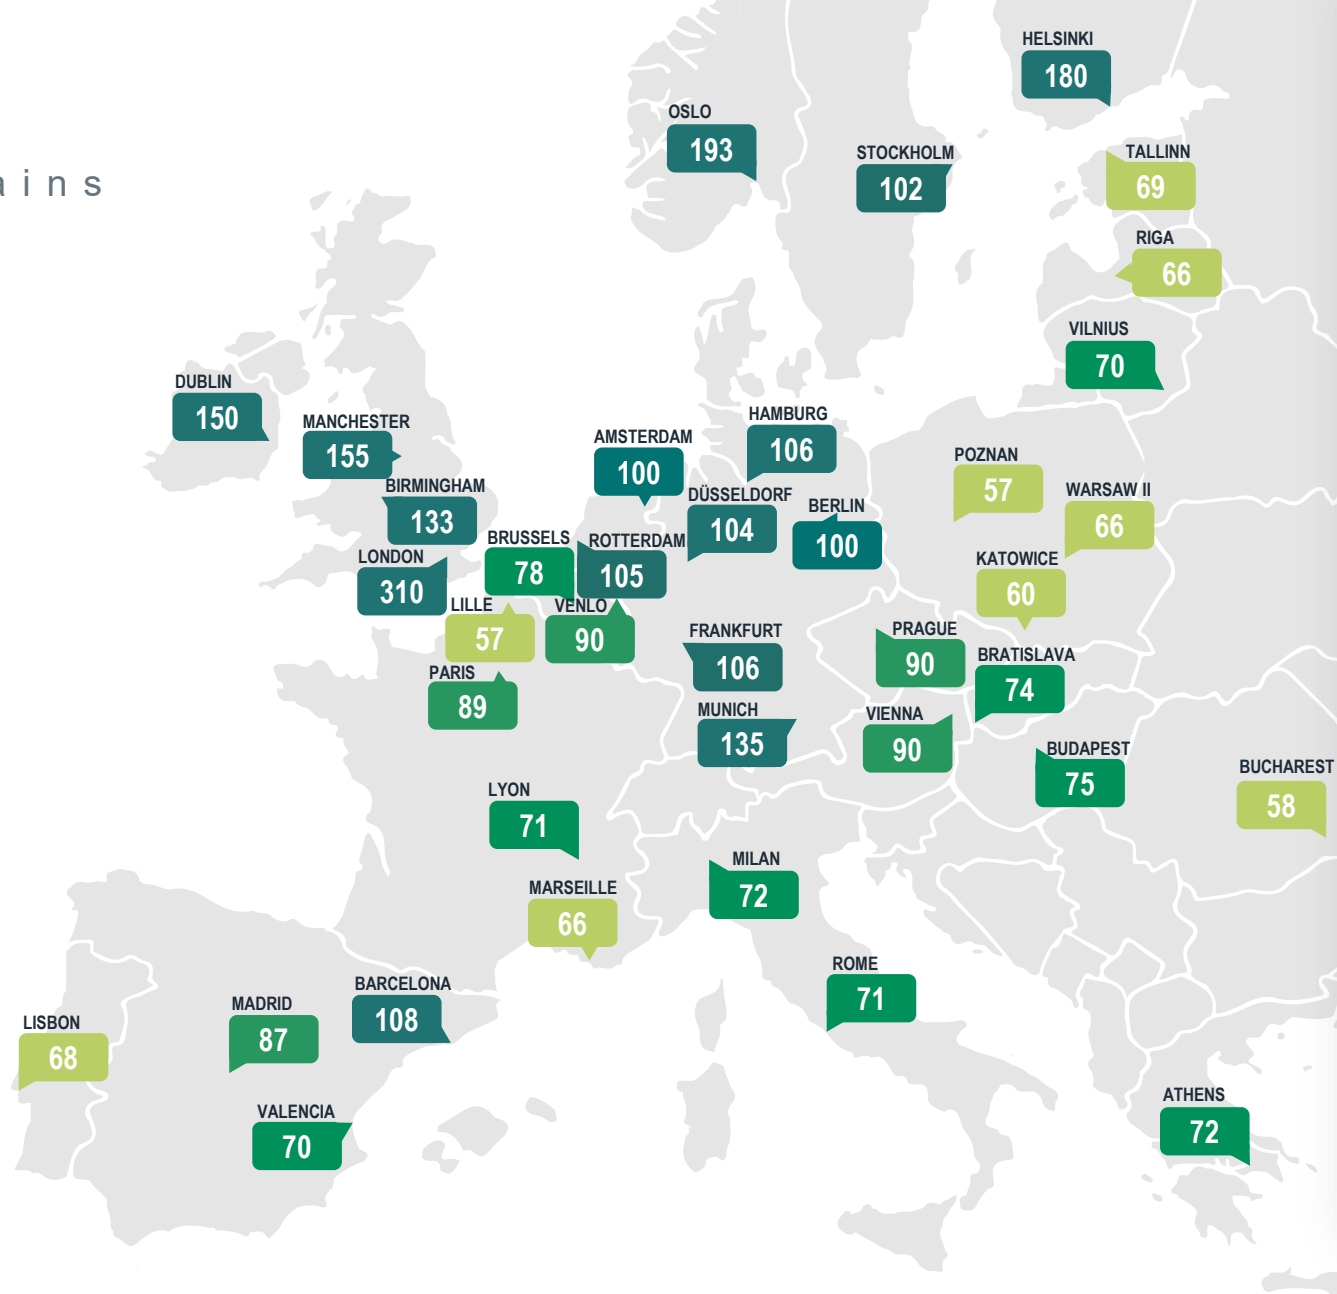 HELSINKI
180
OSLO
193
STOCKHOLM
102
TALLINN
69
ains
RIGA
66
VILNIUS
70
DUBLIN
150
MANCHESTER
155
HAMBURG
106
AMSTERDAM
100
POZNAN
57
BIRMINGHAM
133
DÜSSELDORF
104
WARSAW II
66
BERLIN
100
BRUSSELS
78
ROTTERDAM
105
LONDON
310
KATOWICE
60
LILLE
57
VENLO
90
FRANKFURT
106
PRAGUE
90
BRATISLAVA
74
PARIS
89
MUNICH
135
VIENNA
90
BUDAPEST
75
BUCHAREST
58
LYON
71
MILAN
72
MARSEILLE
66
ROME
71
BARCELONA
108
MADRID
87
LISBON
68
ATHENS
72
VALENCIA
70